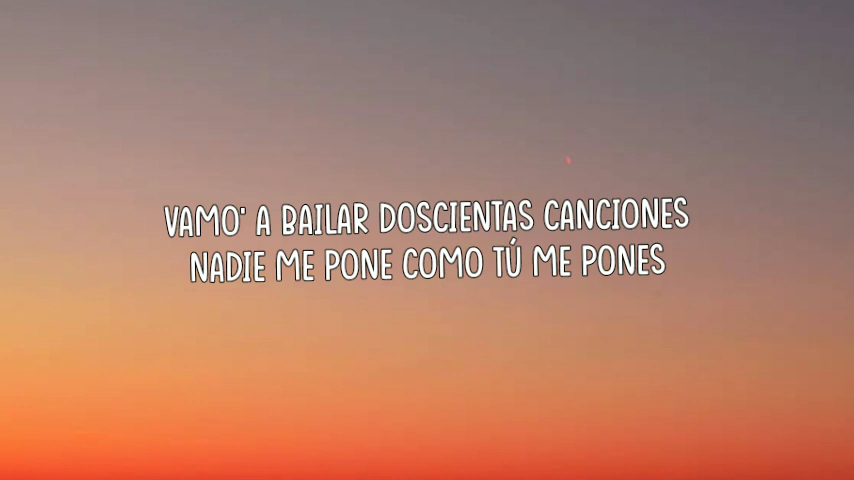 VAMO' A BAILAR DOSCIENTAS CANCIONES
NADIE ME PONE COMO TÚ ME PONES